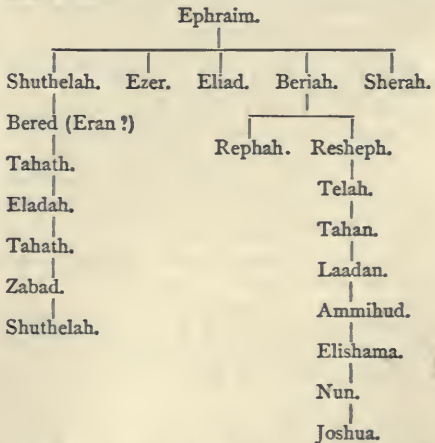 Ephraim.
Shuthelah. Ezer. Eliad. Beriah. Sherah.
Bered (Eran ?)
Rephah. Resheph.
Tahath.
Telah.
Eladah.
Tahan.
Tahath.
Laadan.
Zabad.
Ammihud.
Shuthelah.
Elishama.
Nun.
Joshua.